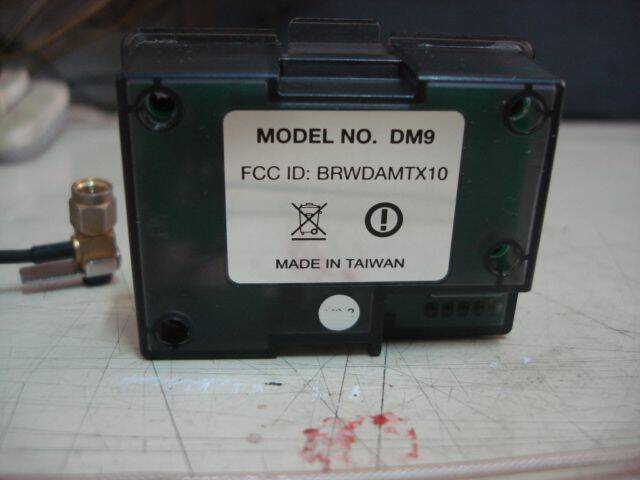 MODEL NO. DM9
FCC ID: BRWDAMTX10
MADE IN TAIWAN